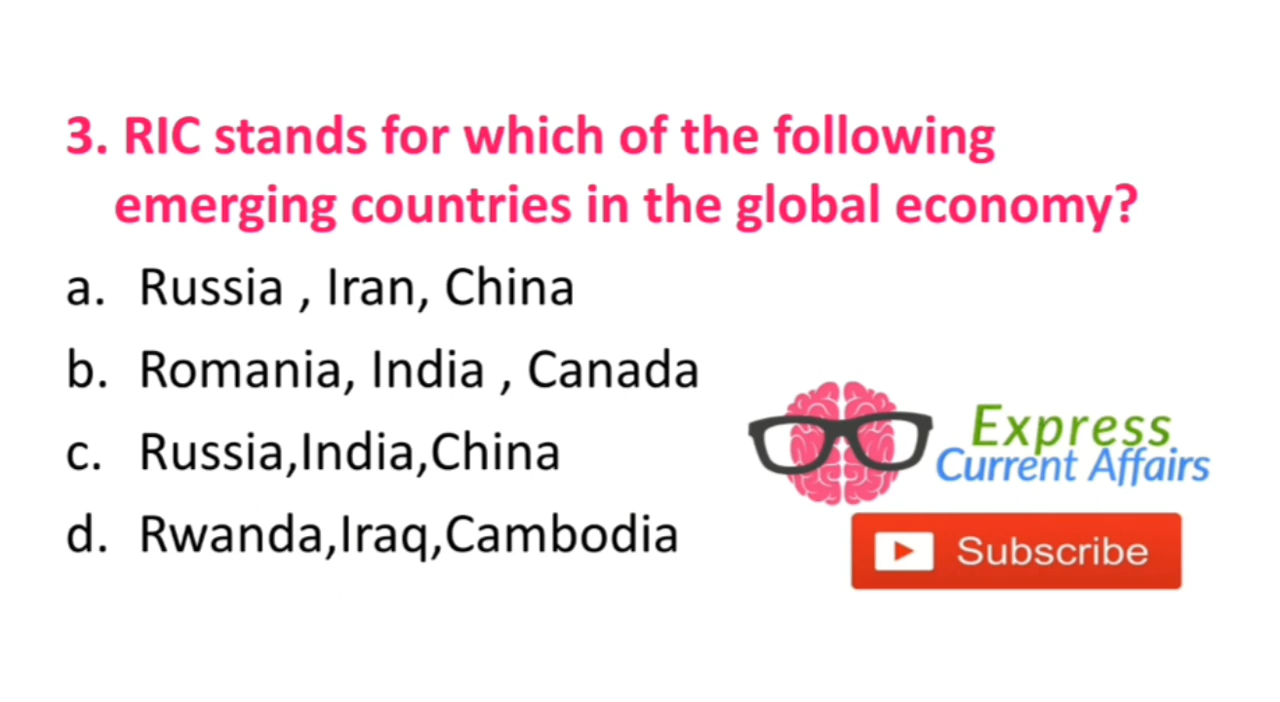 3. RIC stands for which of the following
emerging countries in the global economy?
a. Russia , Iran, China
b. Romania, India , Canada
c. Russia,India,China
d. Rwanda,Iraq,Cambodia
Express
Current Affairs
Subscribe